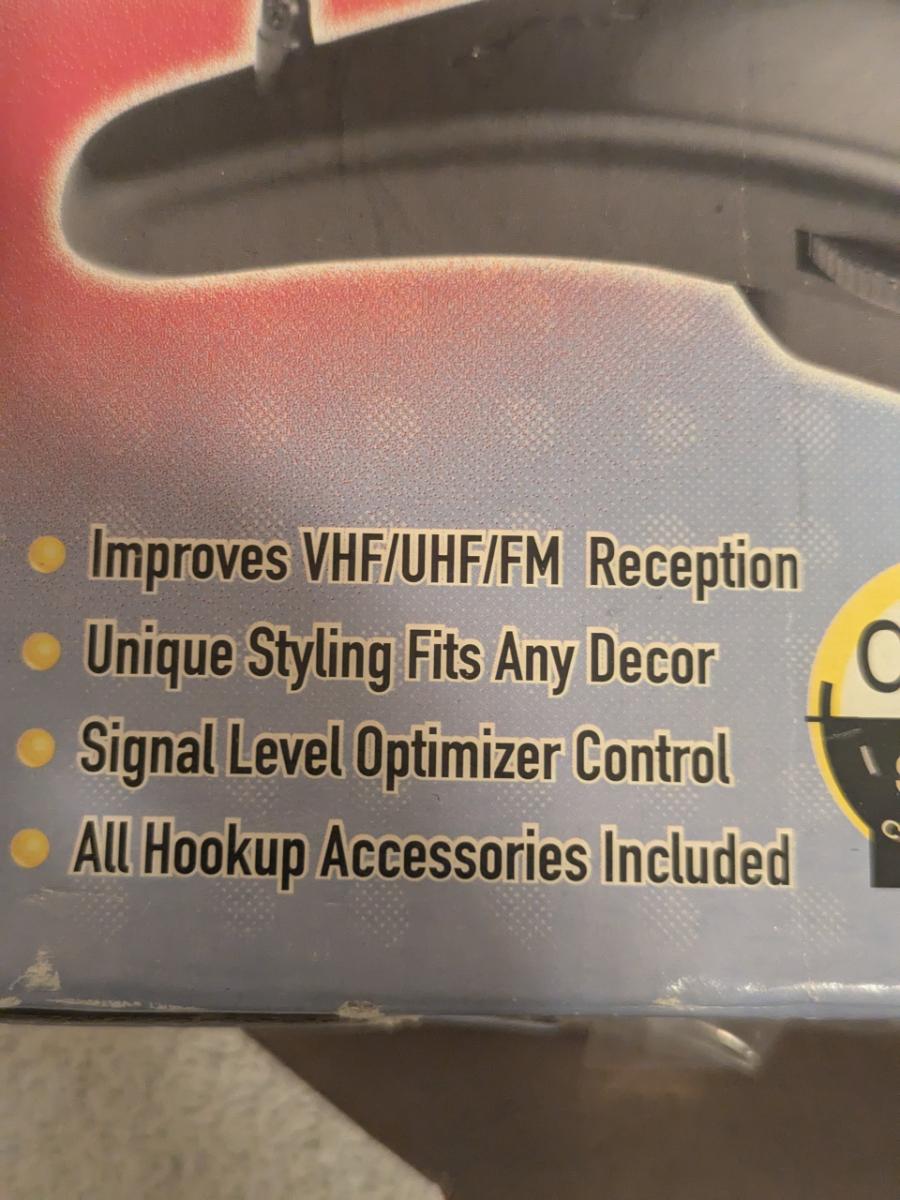 Improves VHF/UHF/FM Reception
Unique Styling Fits Any Decor
Signal Level Optimizer Control
All Hookup Accessories Included